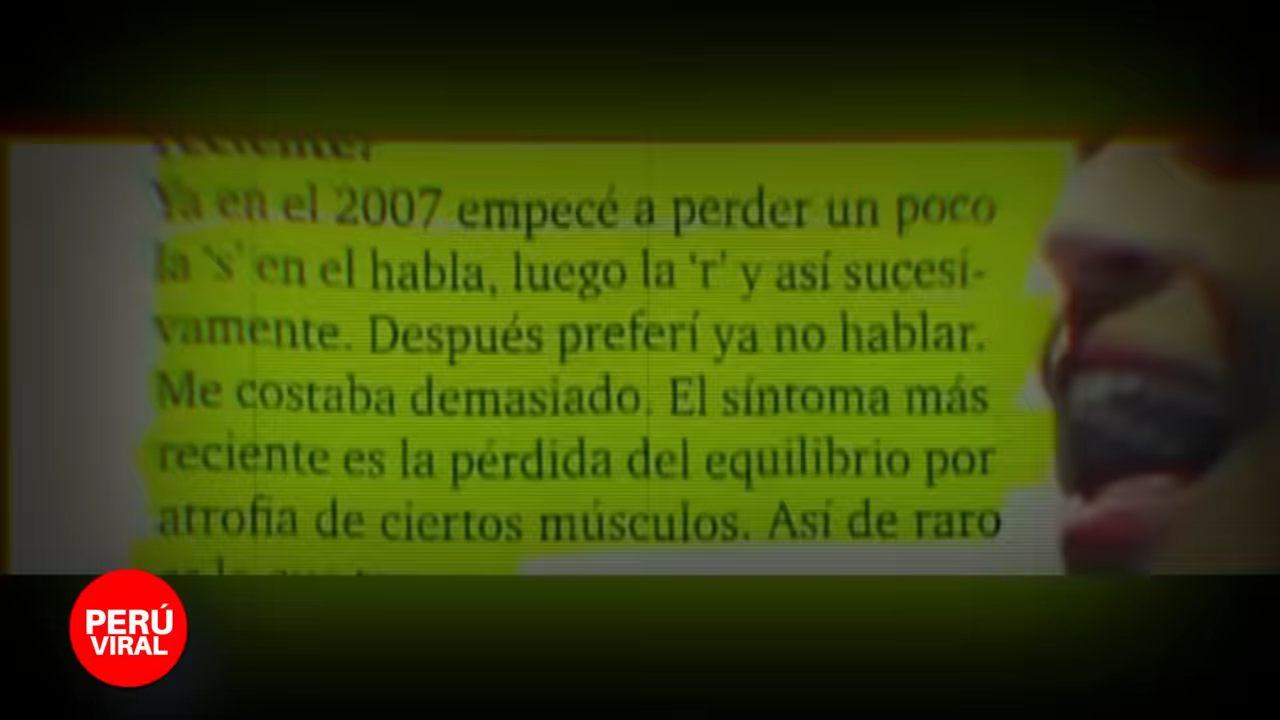 reciente?
Ya en el 2007 empecé a perder un poco
la 's' en el habla, luego la 'r' y así sucesi-
vamente. Después preferí ya no hablar.
Me costaba demasiado. El síntoma más
reciente es la pérdida del equilibrio por
atrofia de ciertos músculos. Así de raro
PERÚ
VIRAL